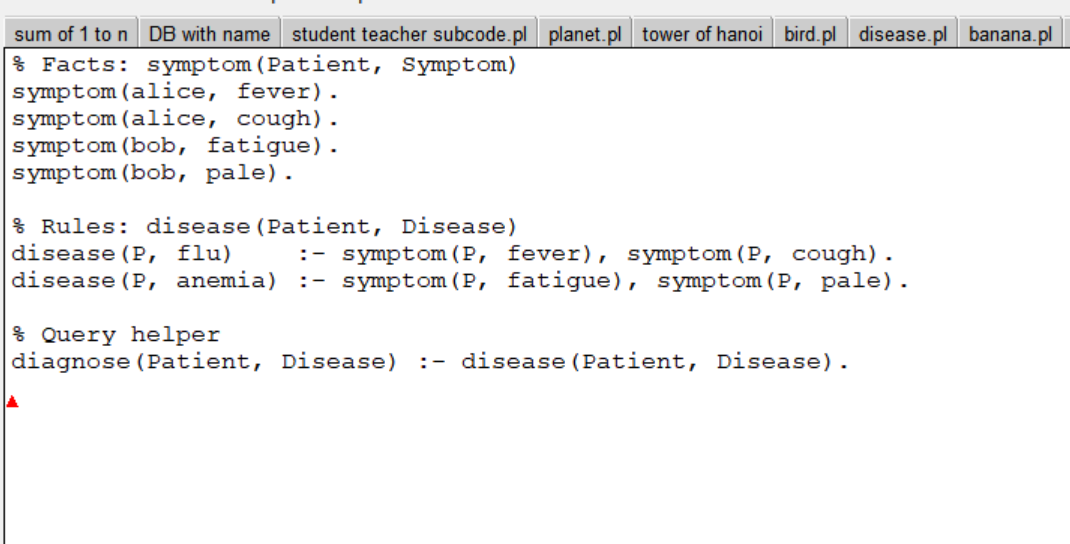 sum of 1 to n DB with name student teacher subcode.pl planet.pl tower of hanoi bird.pl disease.pl banana.pl
% Facts: symptom(Patient, Symptom)
symptom(alice, fever).
symptom(alice, cough).
symptom(bob, fatigue).
symptom(bob, pale).

% Rules: disease(Patient, Disease)
disease(P, flu)    :- symptom(P, fever), symptom(P, cough).
disease(P, anemia) :- symptom(P, fatigue), symptom(P, pale).

% Query helper
diagnose(Patient, Disease) :- disease(Patient, Disease).